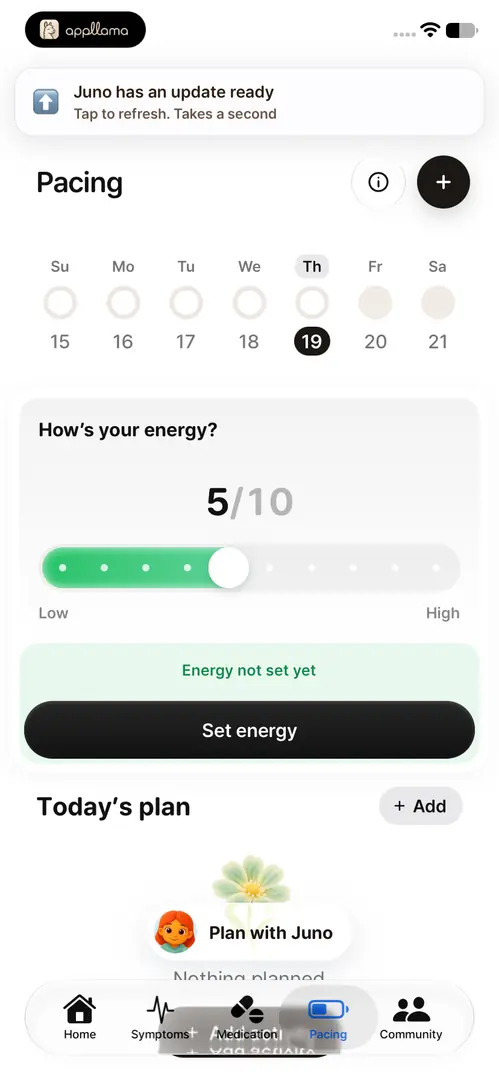 appllama
Juno has an update ready
Tap to refresh. Takes a second
Pacing
Su Mo Tu We Th Fr Sa
15 16 17 18 19 20 21
How's your energy?
5/10
Low High
Energy not set yet
Set energy
Today's plan
+ Add
Plan with Juno
Nothing planned
Home Symptoms Medication Pacing Community